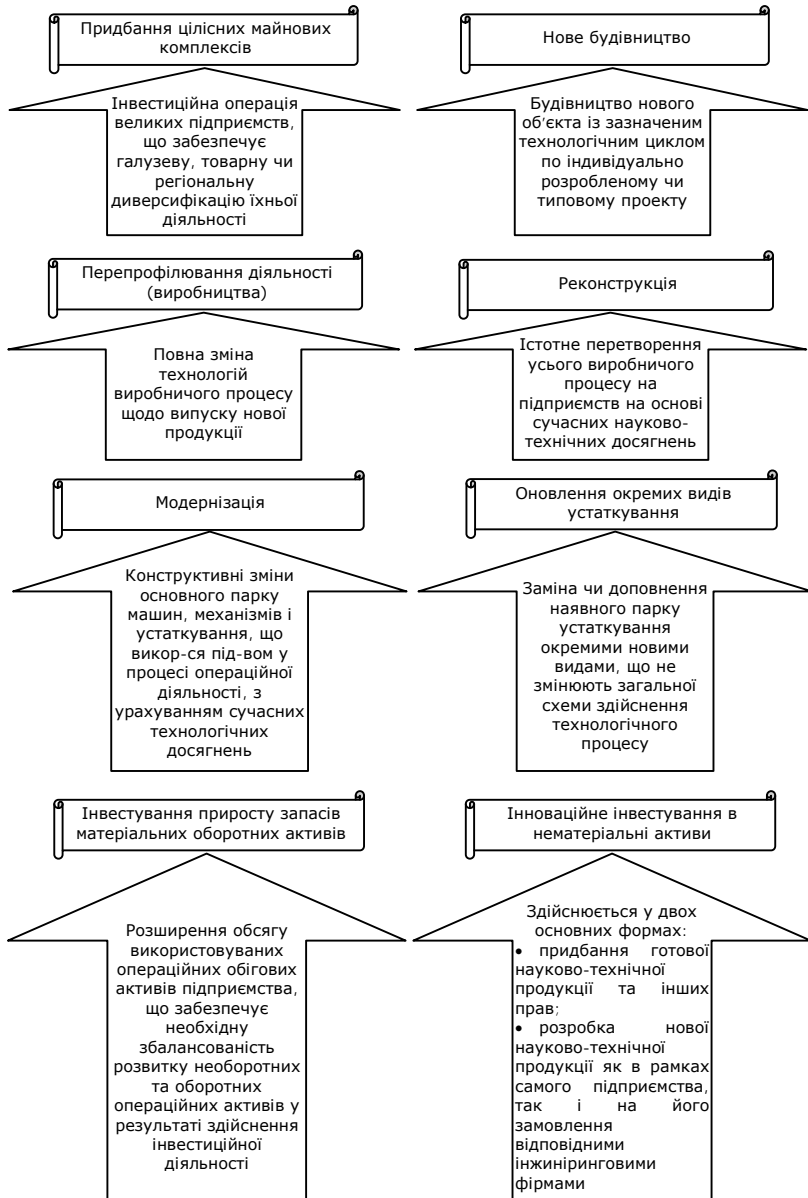 Придбання цілісних майнових
комплексів
Інвестиційна операція
великих підприємств,
що забезпечує
галузеву, товарну чи
регіональну
диверсифікацію їхньої
діяльності
Нове будівництво
Будівництво нового
об'єкта із зазначеним
технологічним циклом
по індивідуально
розробленому чи
типовому проекту
Перепрофілювання діяльності
(виробництва)
Повна зміна
технологій
виробничого процесу
щодо випуску нової
продукції
Реконструкція
Істотне перетворення
усього виробничого
процесу на
підприємств на основі
сучасних науково-
технічних досягнень
Модернізація
Конструктивні зміни
основного парку
машин, механізмів і
устаткування, що
викор-ся під-вом у
процесі операційної
діяльності, з
урахуванням сучасних
технологічних
досягнень
Оновлення окремих видів
устаткування
Заміна чи доповнення
наявного парку
устаткування
окремими новими
видами, що не
змінюють загальної
схеми здійснення
технологічного
процесу
Інвестування приросту запасів
матеріальних оборотних активів
Розширення обсягу
використовуваних
операційних обігових
активів підприємства,
що забезпечує
необхідну
збалансованість
розвитку необоротних
та оборотних
операційних активів у
результаті здійснення
інвестиційної
діяльності
Інноваційне інвестування в
нематеріальні активи
Здійснюється у двох
основних формах:
• придбання готової
науково-технічної
продукції та інших
прав;
• розробка нової
науково-технічної
продукції як в рамках
самого підприємства,
так і на його
замовлення
відповідними
інжиніринговими
фірмами